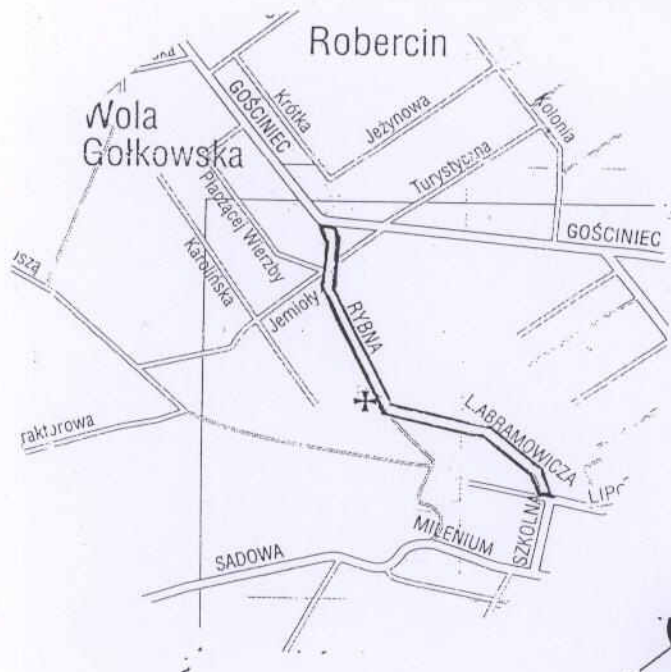 Robercin
Wola
Gołkowska
GOŚCINIEC
Krótka
Jeżynowa
Kolonia
Turystyczna
Płaczącej Wierzby
Karolińska
GOŚCINIEC
Jemioły
RYBNA
L.ABRAMOWICZA
SZKOLNA
MILENIUM
SADOWA